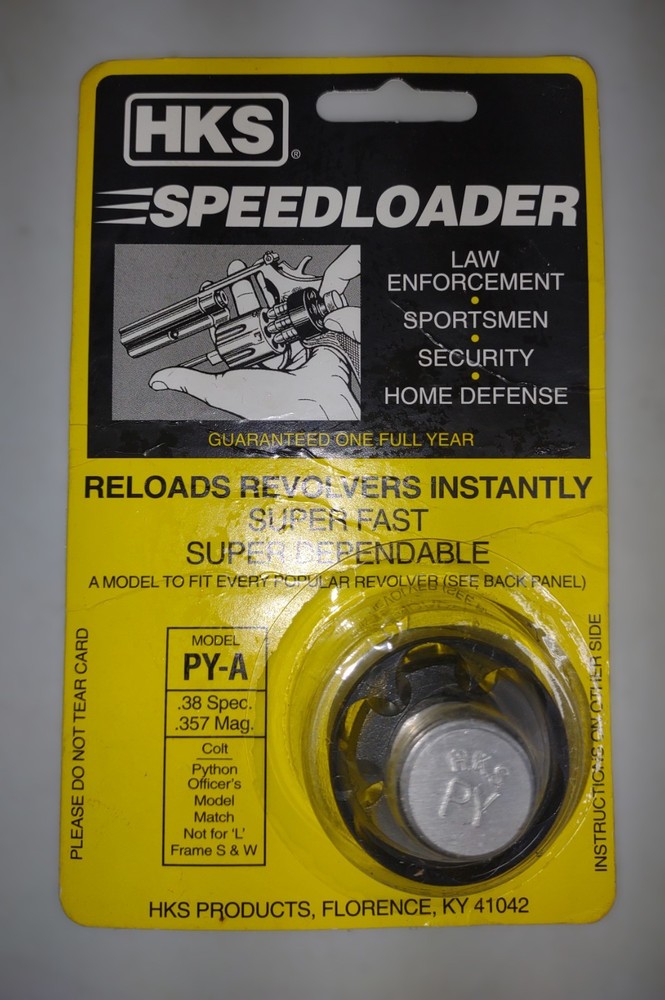 HKS®
SPEEDLOADER
LAW
ENFORCEMENT
•
SPORTSMEN
•
SECURITY
•
HOME DEFENSE
GUARANTEED ONE FULL YEAR
RELOADS REVOLVERS INSTANTLY
SUPER FAST
SUPER DEPENDABLE
A MODEL TO FIT EVERY POPULAR REVOLVER (SEE BACK PANEL)
PLEASE DO NOT TEAR CARD
MODEL
PY-A
.38 Spec.
.357 Mag.
Colt
Python
Officer's
Model
Match
Not for 'L'
Frame S & W
HKS
PY
INSTRUCTIONS ON OTHER SIDE
HKS PRODUCTS, FLORENCE, KY 41042